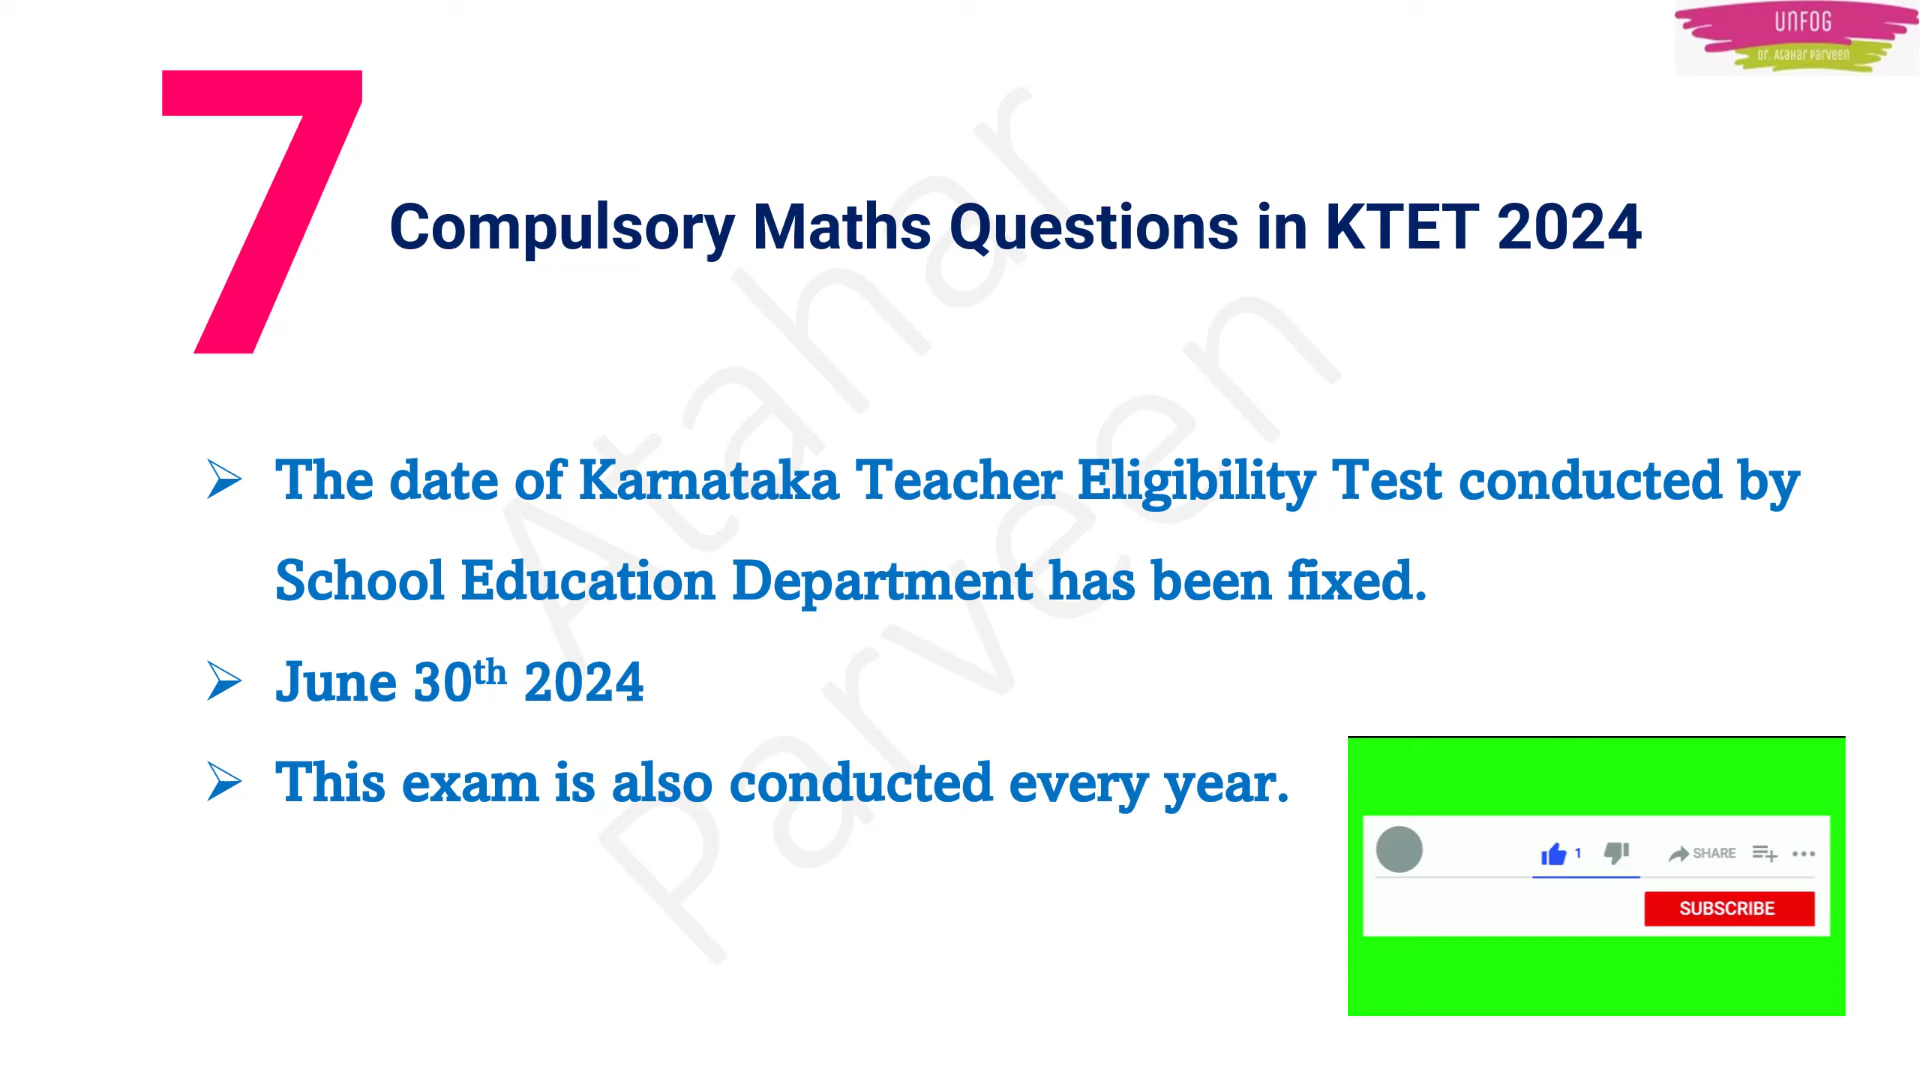 UNFOG
Dr. Atahar Parveen
7
Compulsory Maths Questions in KTET 2024
➢ The date of Karnataka Teacher Eligibility Test conducted by
School Education Department has been fixed.
➢ June 30th 2024
➢ This exam is also conducted every year.
Atahar
Parveen
1 SHARE
SUBSCRIBE